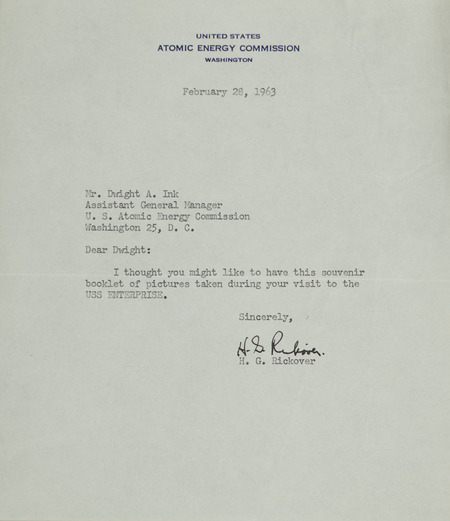 UNITED STATES
ATOMIC ENERGY COMMISSION
WASHINGTON
February 28, 1963
Mr. Dwight A. Ink
Assistant General Manager
U. S. Atomic Energy Commission
Washington 25, D. C.
Dear Dwight:
I thought you might like to have this souvenir
booklet of pictures taken during your visit to the
USS ENTERPRISE.
Sincerely,
H. G. Rickover.
H. G. Rickover